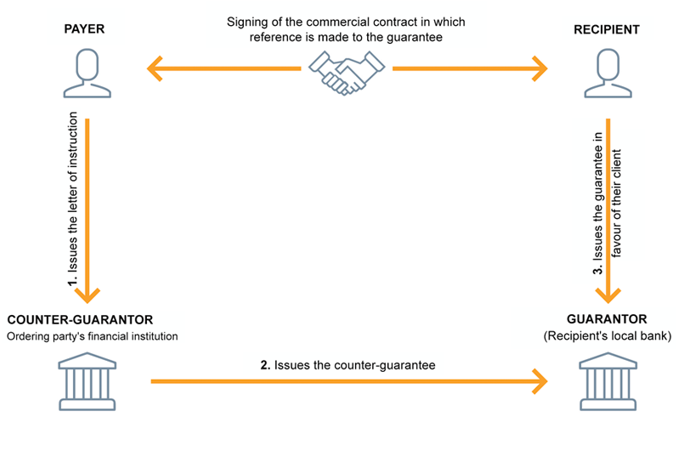 PAYER
Signing of the commercial contract in which
reference is made to the guarantee
RECIPIENT
1. Issues the letter of instruction
3. Issues the guarantee in
favour of their client
COUNTER-GUARANTOR
Ordering party's financial institution
GUARANTOR
(Recipient's local bank)
2. Issues the counter-guarantee